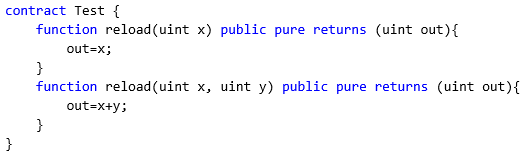 contract Test {
    function reload(uint x) public pure returns (uint out){
        out=x;
    }
    function reload(uint x, uint y) public pure returns (uint out){
        out=x+y;
    }
}